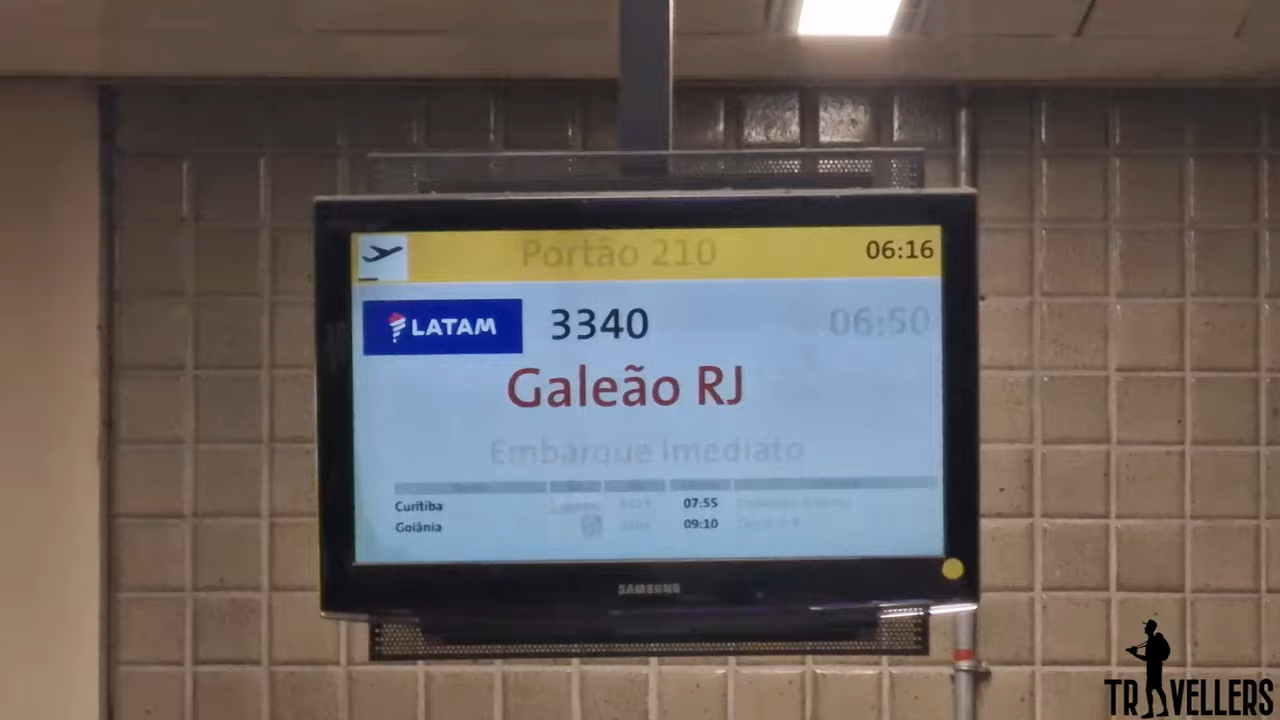 Portão 210 06:16
LATAM 3340 06:50
Galeão RJ
Embarque Imediato
Curitiba 07:55
Goiânia 09:10
SAMSUNG
TRAVELLERS